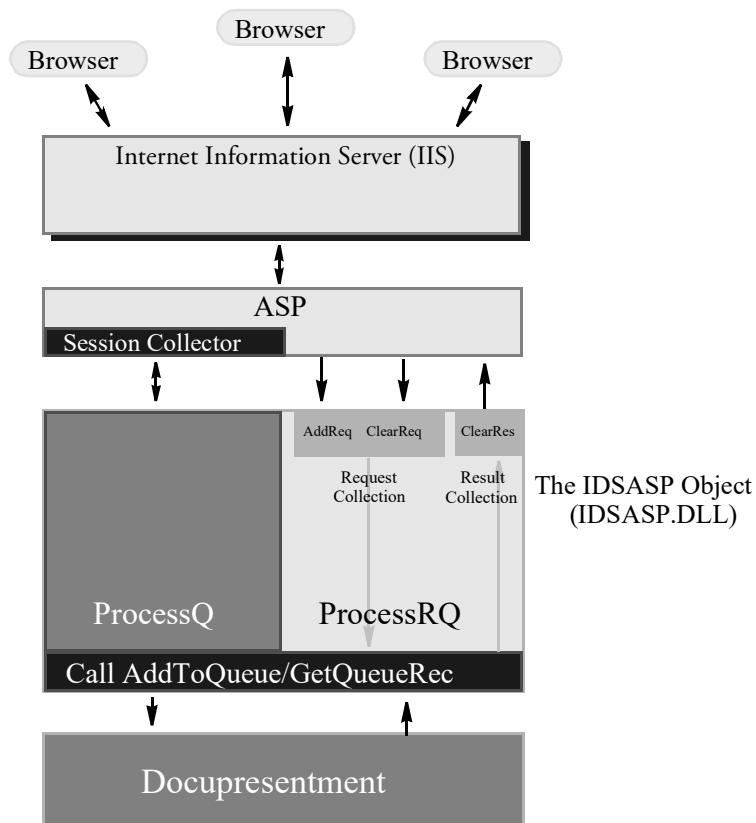 Browser
Browser
Browser
Internet Information Server (IIS)
ASP
Session Collector
AddReq ClearReq
ClearRes
Request
Collection
Result
Collection
The IDSASP Object
(IDSASP.DLL)
ProcessQ
ProcessRQ
Call AddToQueue/GetQueueRec
Docupresentment